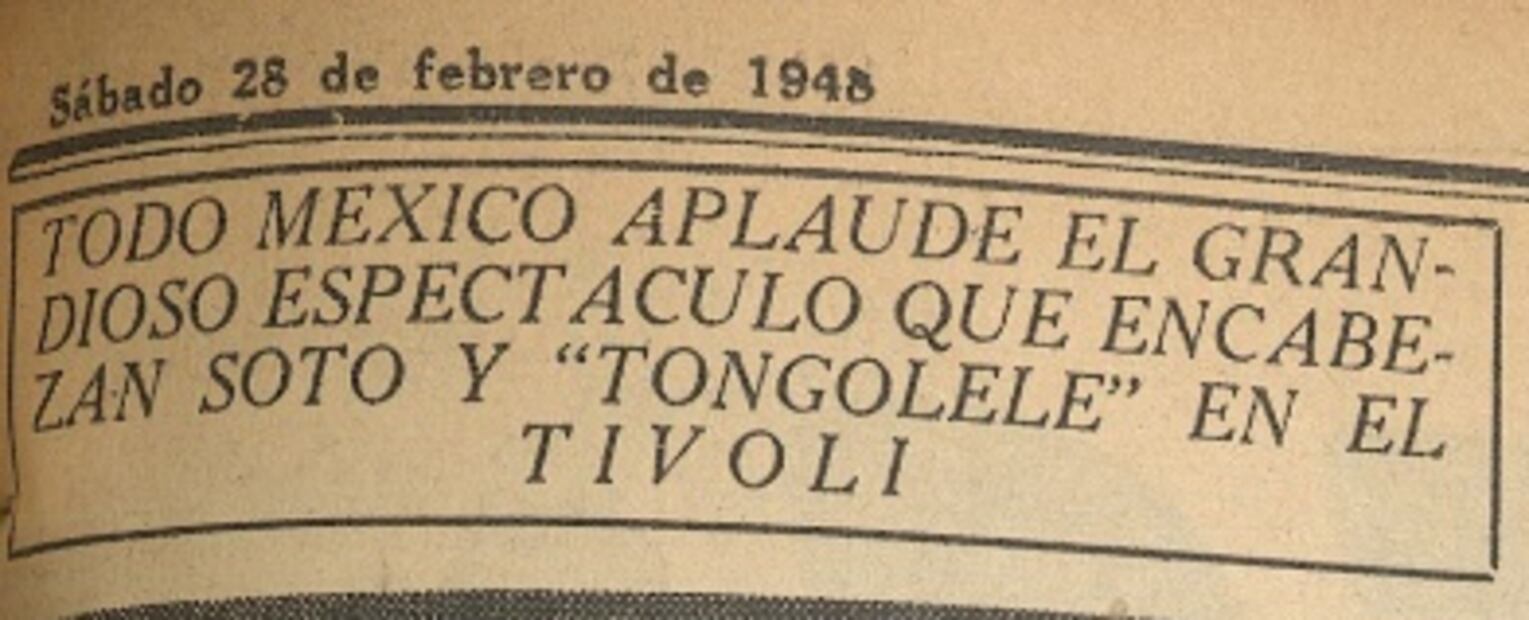 Sábado 28 de febrero de 1948
TODO MEXICO APLAUDE EL GRAN-
DIOSO ESPECTACULO QUE ENCABE-
ZAN SOTO Y “TONGOLELE” EN EL
TIVOLI